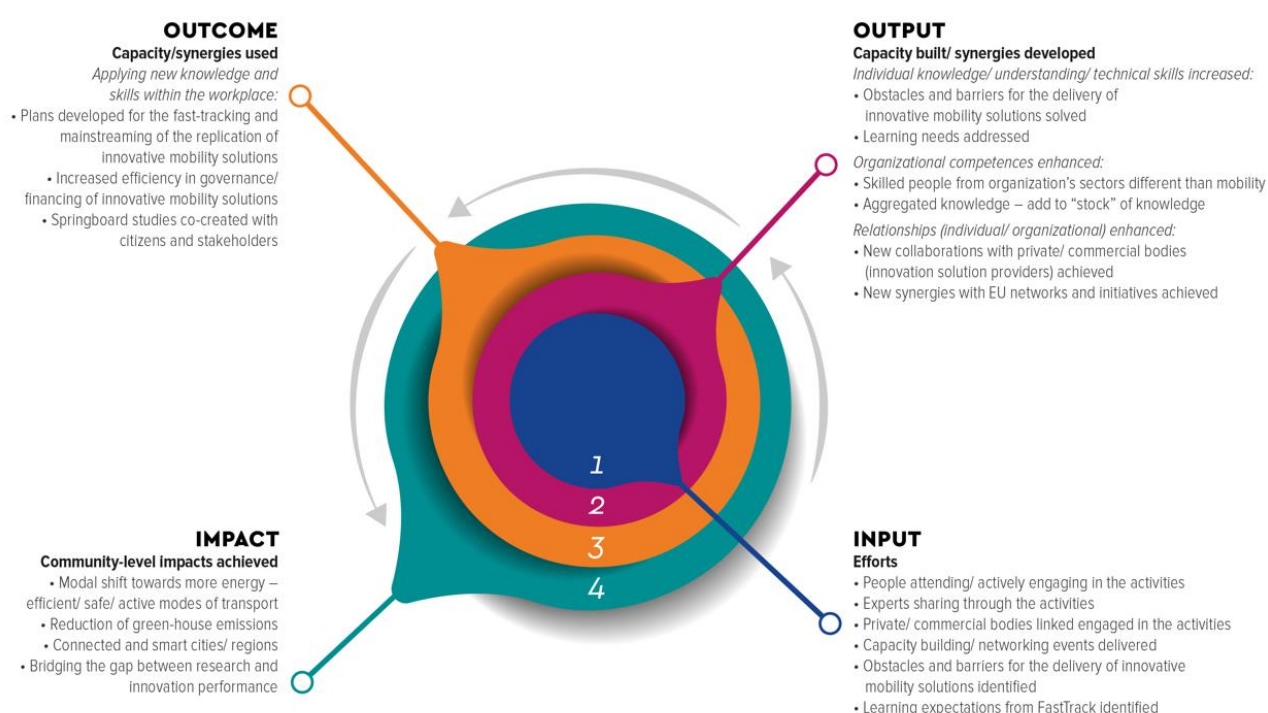 OUTCOME
Capacity/synergies used
Applying new knowledge and
skills within the workplace:
• Plans developed for the fast-tracking and
mainstreaming of the replication of
innovative mobility solutions
• Increased efficiency in governance/
financing of innovative mobility solutions
• Springboard studies co-created with
citizens and stakeholders
OUTPUT
Capacity built/ synergies developed
Individual knowledge/ understanding/ technical skills increased:
• Obstacles and barriers for the delivery of
innovative mobility solutions solved
• Learning needs addressed
Organizational competences enhanced:
• Skilled people from organization's sectors different than mobility
• Aggregated knowledge – add to “stock” of knowledge
Relationships (individual/ organizational) enhanced:
• New collaborations with private/ commercial bodies
(innovation solution providers) achieved
• New synergies with EU networks and initiatives achieved
1
2
3
4
IMPACT
Community-level impacts achieved
• Modal shift towards more energy –
efficient/ safe/ active modes of transport
• Reduction of green-house emissions
• Connected and smart cities/ regions
• Bridging the gap between research and
innovation performance
INPUT
Efforts
• People attending/ actively engaging in the activities
• Experts sharing through the activities
• Private/ commercial bodies linked engaged in the activities
• Capacity building/ networking events delivered
• Obstacles and barriers for the delivery of innovative
mobility solutions identified
• Learning expectations from FastTrack identified